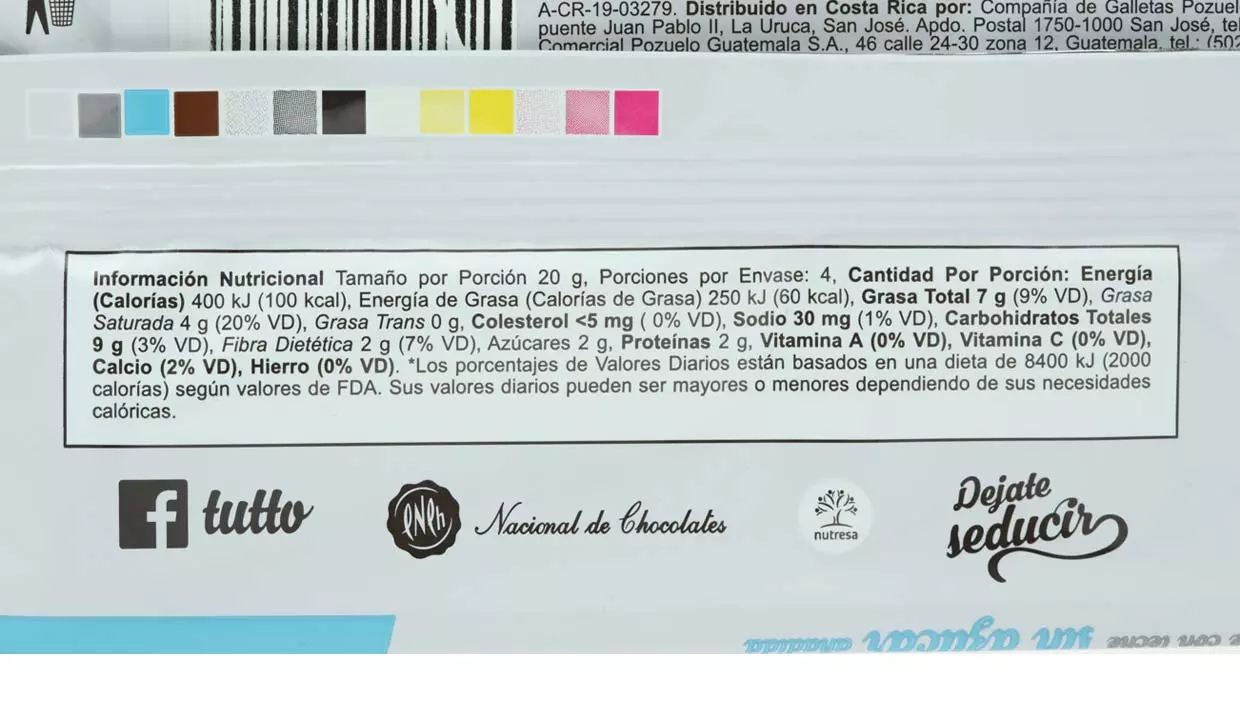 A-CR-19-03279. Distribuido en Costa Rica por: Compañía de Galletas Pozuel
puente Juan Pablo II, La Uruca, San José. Apdo. Postal 1750-1000 San José, tel
Comercial Pozuelo Guatemala S.A., 46 calle 24-30 zona 12, Guatemala. tel.: (502
Información Nutricional Tamaño por Porción 20 g, Porciones por Envase: 4, Cantidad Por Porción: Energía
(Calorías) 400 kJ (100 kcal), Energía de Grasa (Calorías de Grasa) 250 kJ (60 kcal), Grasa Total 7 g (9% VD), Grasa
Saturada 4 g (20% VD), Grasa Trans 0 g, Colesterol <5 mg ( 0% VD), Sodio 30 mg (1% VD), Carbohidratos Totales
9 g (3% VD), Fibra Dietética 2 g (7% VD), Azúcares 2 g, Proteínas 2 g, Vitamina A (0% VD), Vitamina C (0% VD),
Calcio (2% VD), Hierro (0% VD). *Los porcentajes de Valores Diarios están basados en una dieta de 8400 kJ (2000
calorías) según valores de FDA. Sus valores diarios pueden ser mayores o menores dependiendo de sus necesidades
calóricas.
f tutto
Nacional de Chocolates
nutresa
Dejate
seducir
e con leche sin azúcar añadida